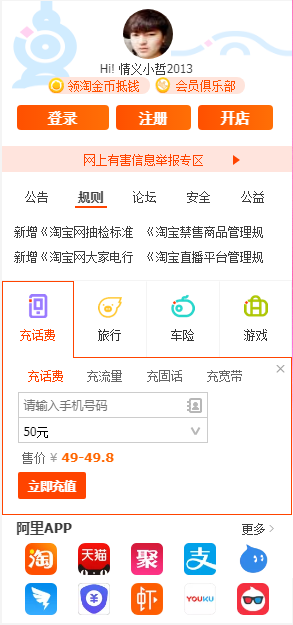 Hi! 情义小哲2013
领淘金币抵钱 会员俱乐部
登录 注册 开店
网上有害信息举报专区
公告 规则 论坛 安全 公益
新增《淘宝网抽检标准 《淘宝禁售商品管理规
新增《淘宝网大家电行 《淘宝直播平台管理规
充话费 旅行 车险 游戏
充话费 充流量 充固话 充宽带 ×
请输入手机号码
50元
售价 ¥ 49-49.8
立即充值
阿里APP 更多 >
淘 天猫 聚 支
¥ 虾 YOUKU